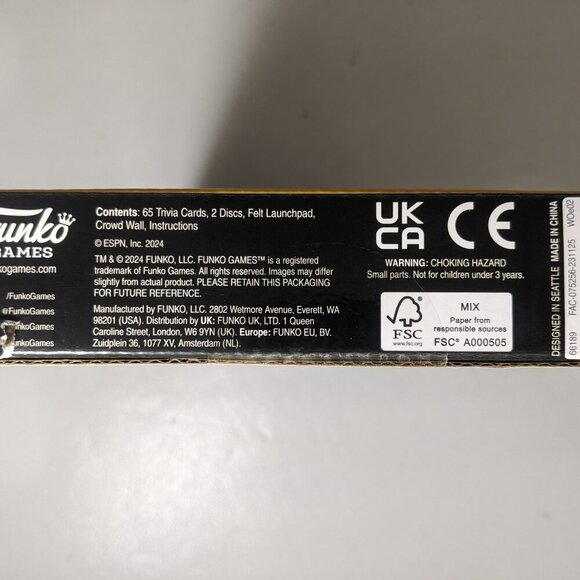 Funko
GAMES
kogames.com
/FunkoGames
@FunkoGames
FunkoGames
unkoGames
Contents: 65 Trivia Cards, 2 Discs, Felt Launchpad,
Crowd Wall, Instructions
© ESPN, Inc. 2024
TM & © 2024 FUNKO, LLC. FUNKO GAMES™ is a registered
trademark of Funko Games. All rights reserved. Images may differ
slightly from actual product. PLEASE RETAIN THIS PACKAGING
FOR FUTURE REFERENCE.
Manufactured by FUNKO, LLC. 2802 Wetmore Avenue, Everett, WA
98201 (USA). Distribution by UK: FUNKO UK, LTD. 1 Queen
Caroline Street, London, W6 9YN (UK). Europe: FUNKO EU, BV.
Zuidplein 36, 1077 XV, Amsterdam (NL).
UK
CA
CE
WARNING: CHOKING HAZARD
Small parts. Not for children under 3 years.
FSC
www.fsc.org
MIX
Paper from
responsible sources
FSC® A000505
DESIGNED IN SEATTLE MADE IN CHINA
66189 FAC-075256-231125 WOe02